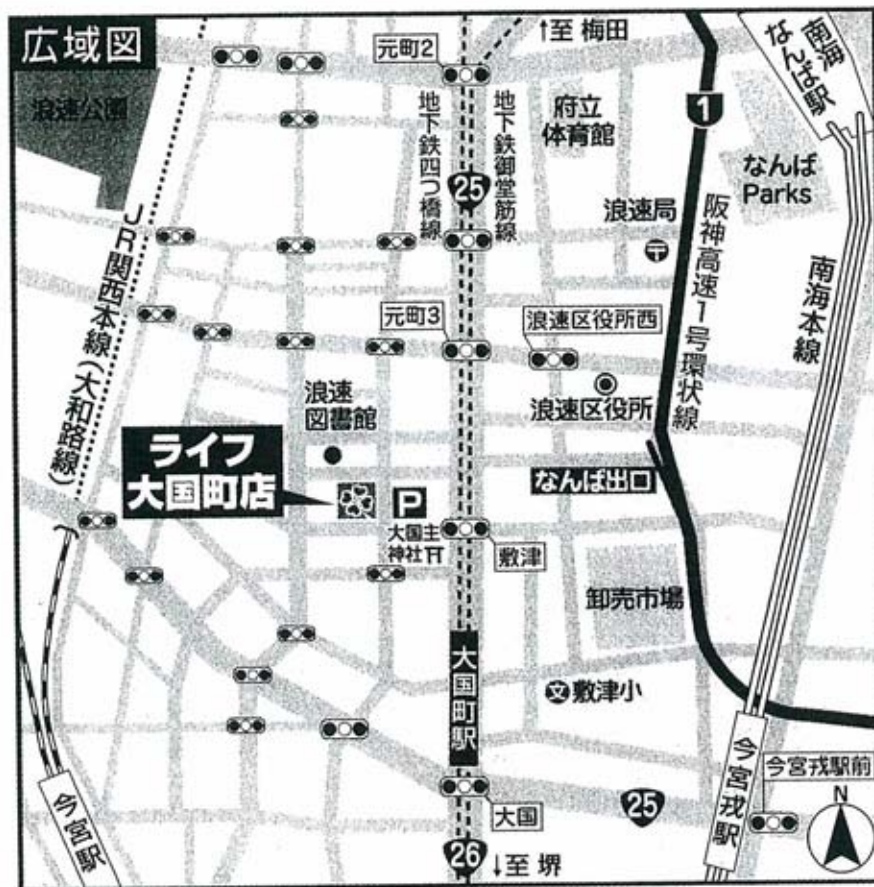 広域図
元町2
↑至 梅田
南海
なんば駅
浪速公園
地下鉄四つ橋線
地下鉄御堂筋線
府立
体育館
1
なんば
Parks
25
浪速局
〒
阪神高速1号環状線
南海本線
JR関西本線(大和路線)
元町3
浪速区役所西
浪速区役所
浪速
図書館
ライフ
大国町店
P
なんば出口
大国主
神社
敷津
卸売市場
大国町駅
文敷津小
今宮戎駅
今宮戎駅前
大国
25
N
今宮駅
26
↓至 堺